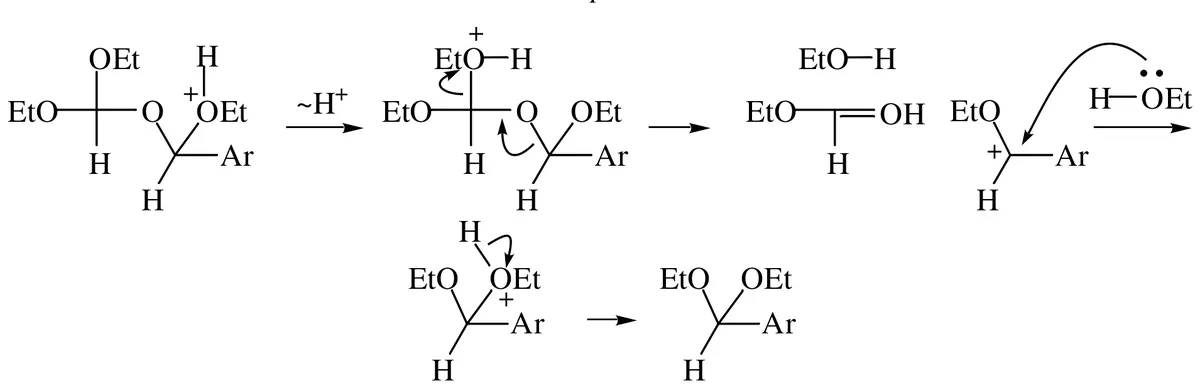 OEt H EtO+ H EtO H
EtO O +OEt ~H+ EtO O OEt EtO OH EtO H OEt
H Ar H Ar H + Ar
H H H
H
EtO OEt EtO OEt
+
Ar Ar
H H